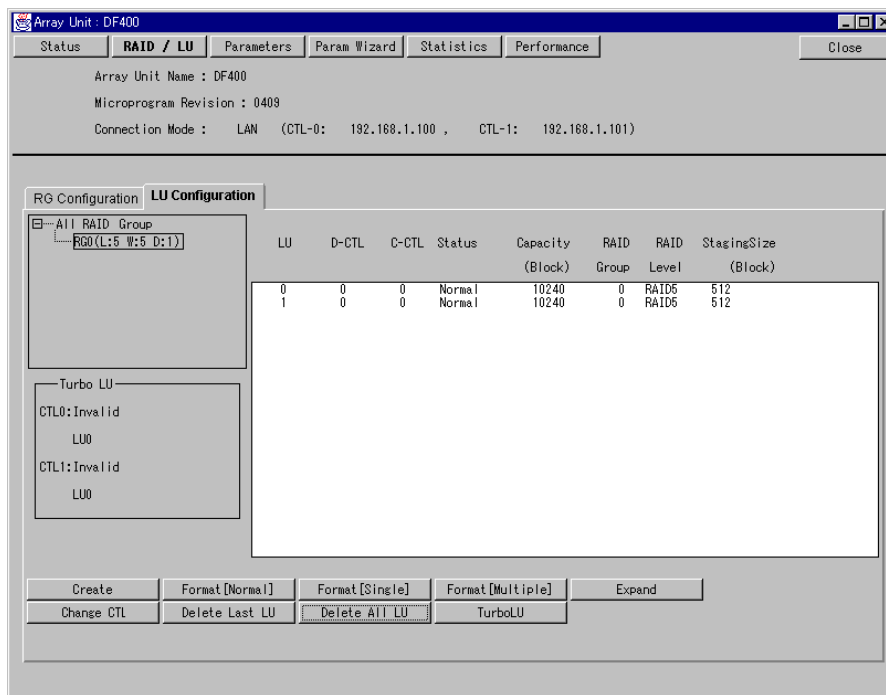 Array Unit : DF400
Status RAID / LU Parameters Param Wizard Statistics Performance Close
Array Unit Name : DF400
Microprogram Revision : 0409
Connection Mode : LAN (CTL-0: 192.168.1.100 , CTL-1: 192.168.1.101)
RG Configuration LU Configuration
All RAID Group
RG0(L:5 W:5 D:1)
LU D-CTL C-CTL Status Capacity RAID RAID StagingSize
(Block) Group Level (Block)
0 0 0 Normal 10240 0 RAID5 512
1 0 0 Normal 10240 0 RAID5 512
Turbo LU
CTL0:Invalid
LU0
CTL1:Invalid
LU0
Create Format[Normal] Format[Single] Format[Multiple] Expand
Change CTL Delete Last LU Delete All LU TurboLU